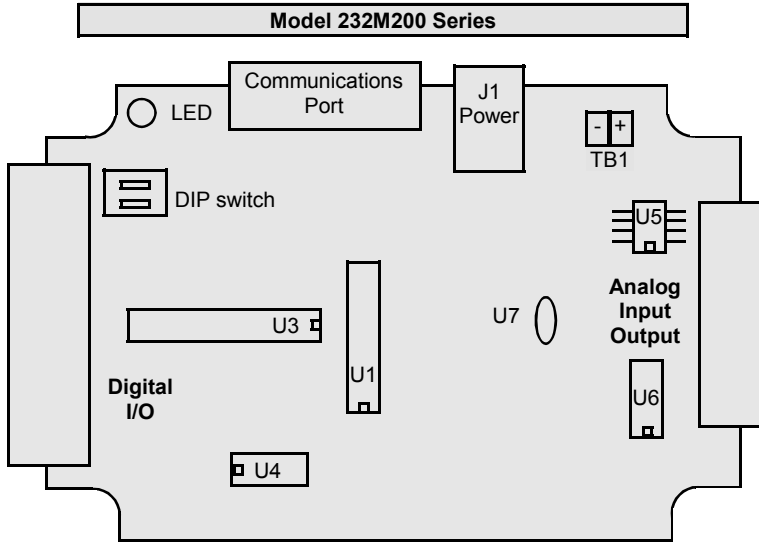 Model 232M200 Series
Communications
Port
J1
Power
LED
- +
TB1
DIP switch
U5
Analog
Input
Output
U3
U7
U1
U6
Digital
I/O
U4